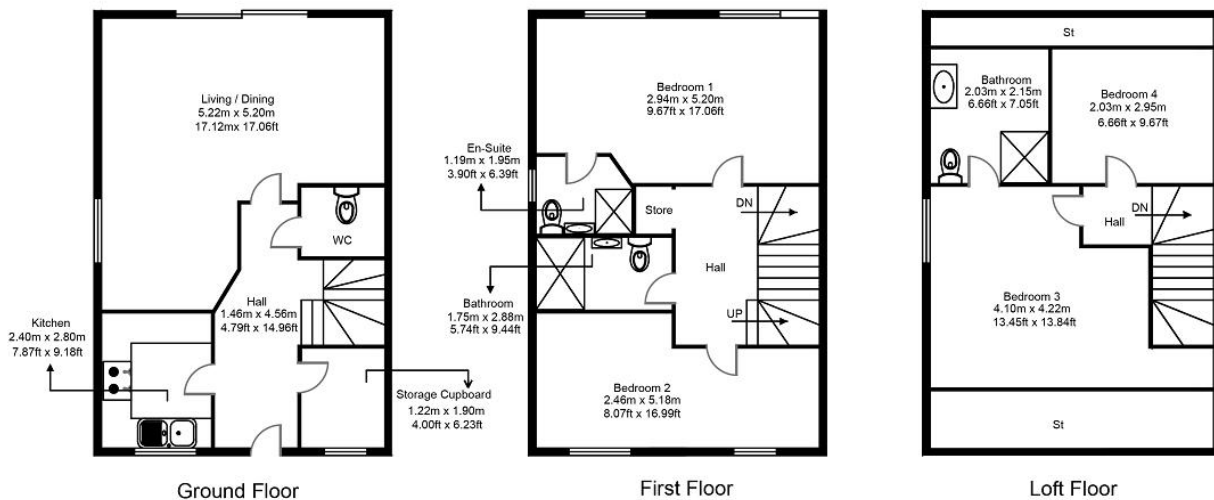 Living / Dining
5.22m x 5.20m
17.12mx 17.06ft
WC
Hall
1.46m x 4.56m
4.79ft x 14.96ft
Kitchen
2.40m x 2.80m
7.87ft x 9.18ft
Storage Cupboard
1.22m x 1.90m
4.00ft x 6.23ft
Ground Floor
Bedroom 1
2.94m x 5.20m
9.67ft x 17.06ft
En-Suite
1.19m x 1.95m
3.90ft x 6.39ft
Store
DN
Hall
Bathroom
1.75m x 2.88m
5.74ft x 9.44ft
UP
Bedroom 2
2.46m x 5.18m
8.07ft x 16.99ft
First Floor
St
Bathroom
2.03m x 2.15m
6.66ft x 7.05ft
Bedroom 4
2.03m x 2.95m
6.66ft x 9.67ft
DN
Hall
Bedroom 3
4.10m x 4.22m
13.45ft x 13.84ft
St
Loft Floor